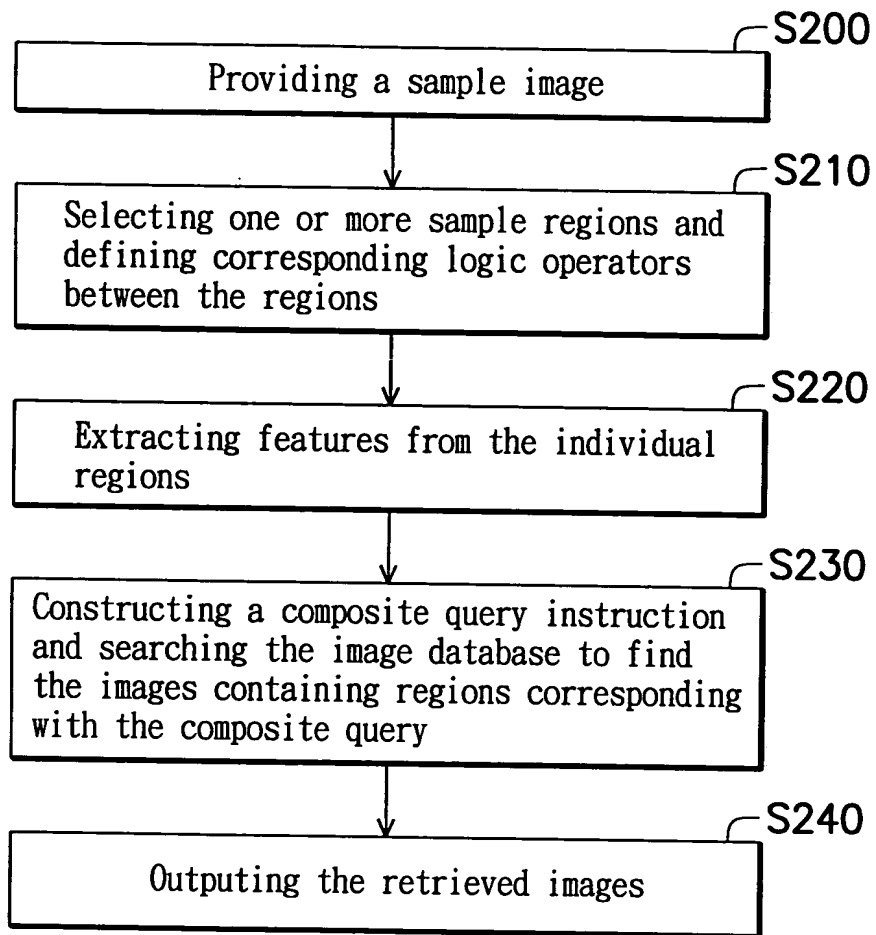 S200
Providing a sample image
S210
Selecting one or more sample regions and
defining corresponding logic operators
between the regions
S220
Extracting features from the individual
regions
S230
Constructing a composite query instruction
and searching the image database to find
the images containing regions corresponding
with the composite query
S240
Outputing the retrieved images